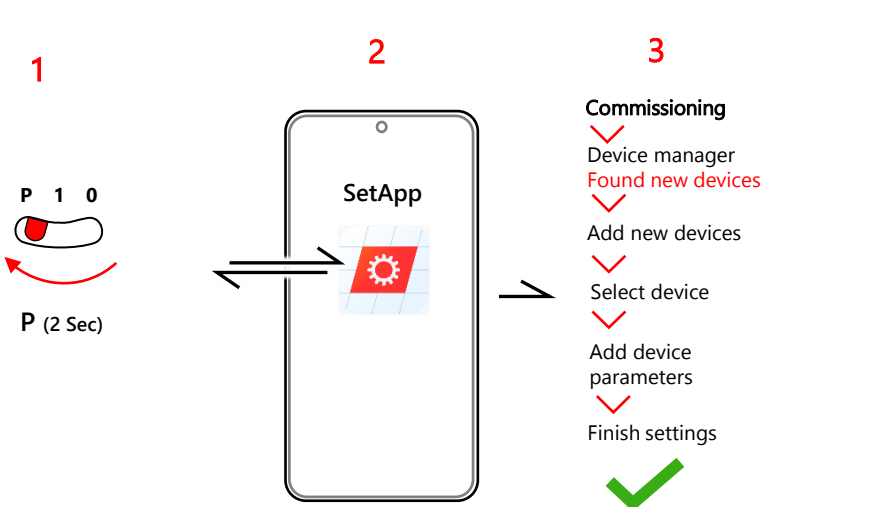 1
P 1 0
P (2 Sec)
2
SetApp
3
Commissioning
Device manager
Found new devices
Add new devices
Select device
Add device
parameters
Finish settings